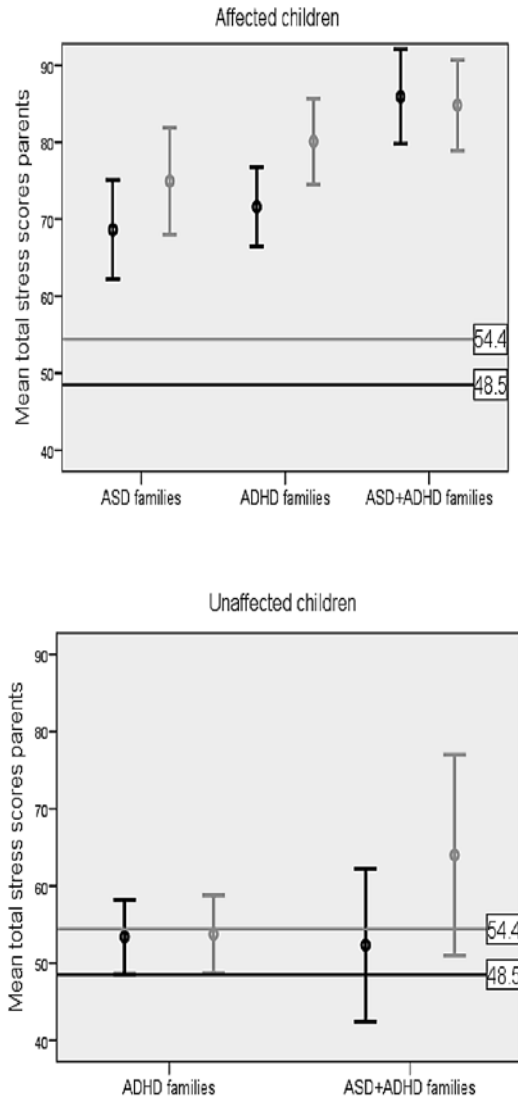 Affected children
Mean total stress scores parents
90
80
70
60
50
40
54.4
48.5
ASD families
ADHD families
ASD+ADHD families
Unaffected children
Mean total stress scores parents
90
80
70
60
50
40
54.4
48.5
ADHD families
ASD+ADHD families